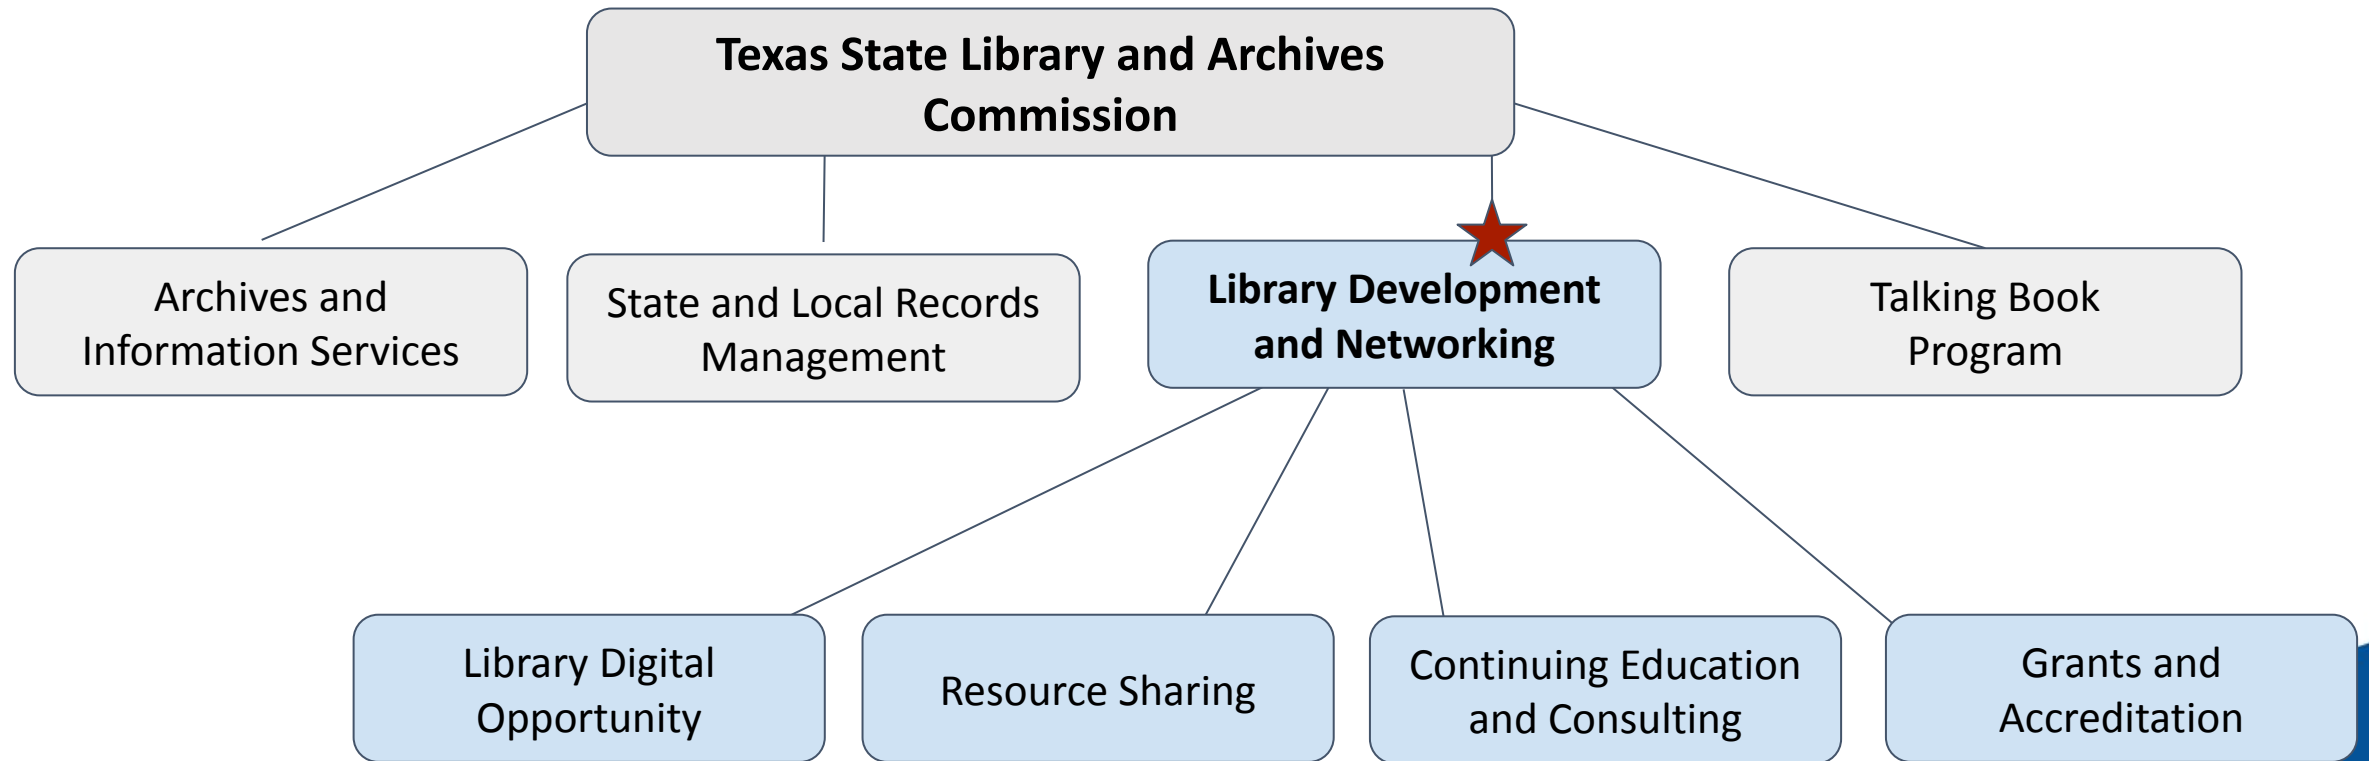 Texas State Library and Archives
Commission
Archives and
Information Services
State and Local Records
Management
Library Development
and Networking
Talking Book
Program
Library Digital
Opportunity
Resource Sharing
Continuing Education
and Consulting
Grants and
Accreditation